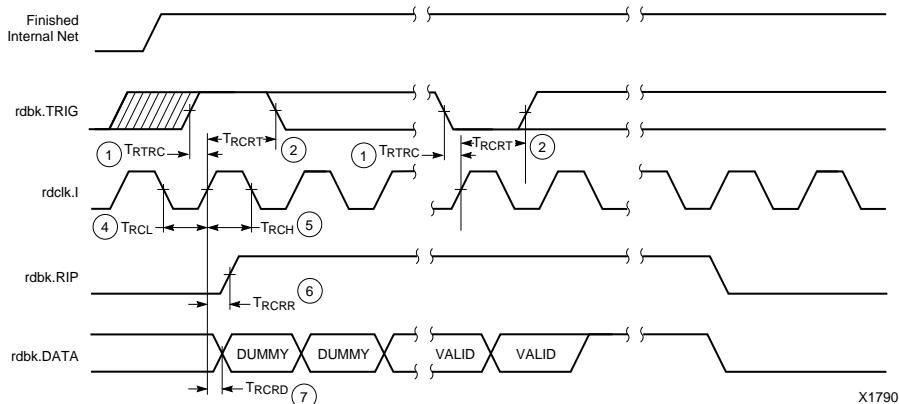 Finished
Internal Net
rdbk.TRIG
1 TRTRC TRCRT 2 1 TRTRC TRCRT 2
rdclk.I
4 TRCL TRCH 5
rdbk.RIP
TRCRR 6
rdbk.DATA DUMMY DUMMY VALID VALID
TRCRD 7
X1790